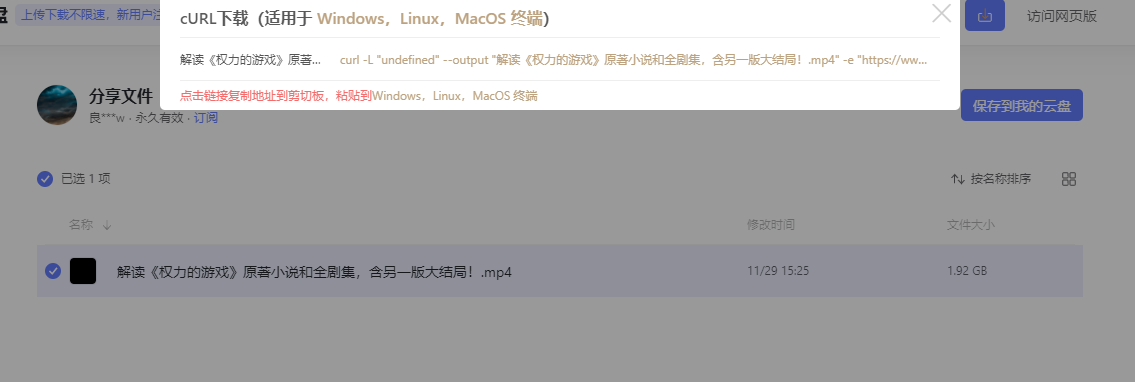 盘
上传下载不限速，新用户注
cURL下载（适用于 Windows，Linux，MacOS 终端）
访问网页版
解读《权力的游戏》原著... curl -L "undefined" --output "解读《权力的游戏》原著小说和全剧集，含另一版大结局！.mp4" -e "https://ww...
点击链接复制地址到剪切板，粘贴到Windows，Linux，MacOS 终端
分享文件
良***w · 永久有效 · 订阅
保存到我的云盘
已选 1 项
按名称排序
名称 修改时间 文件大小
解读《权力的游戏》原著小说和全剧集，含另一版大结局！.mp4 11/29 15:25 1.92 GB